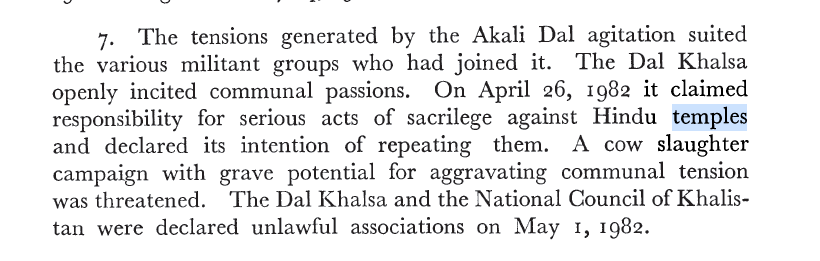 7. The tensions generated by the Akali Dal agitation suited
the various militant groups who had joined it. The Dal Khalsa
openly incited communal passions. On April 26, 1982 it claimed
responsibility for serious acts of sacrilege against Hindu temples
and declared its intention of repeating them. A cow slaughter
campaign with grave potential for aggravating communal tension
was threatened. The Dal Khalsa and the National Council of Khalis-
tan were declared unlawful associations on May 1, 1982.